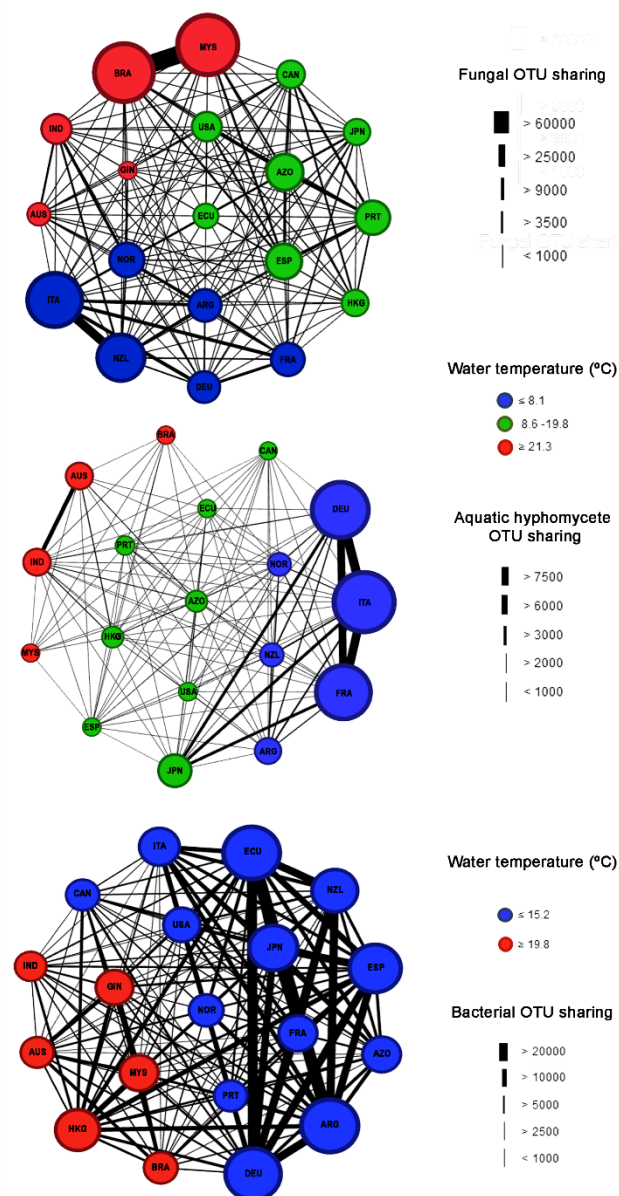 MYS
BRA
CAN
IND
USA
JPN
GIN
AZO
AUS
ECU
PRT
NOR
ESP
ITA
ARG
HKG
NZL
FRA
DEU
Fungal OTU sharing
> 60000
> 25000
> 9000
> 3500
< 1000
Water temperature (ºC)
≤ 8.1
8.6 -19.8
≥ 21.3
BRA
CAN
AUS
ECU
DEU
PRT
IND
NOR
AZO
ITA
HKG
MYS
NZL
USA
FRA
ESP
ARG
JPN
Aquatic hyphomycete
OTU sharing
> 7500
> 6000
> 3000
> 2000
< 1000
ITA
ECU
NZL
CAN
USA
JPN
IND
ESP
GIN
NOR
FRA
AUS
AZO
MYS
PRT
HKG
ARG
BRA
DEU
Water temperature (ºC)
≤ 15.2
≥ 19.8
Bacterial OTU sharing
> 20000
> 10000
> 5000
> 2500
< 1000